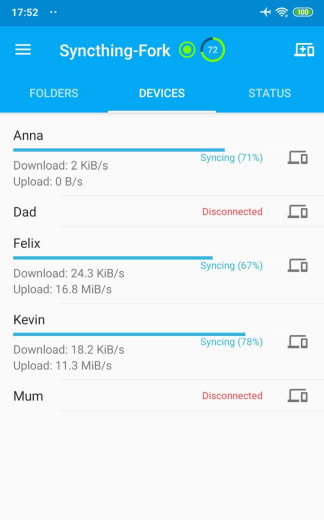 17:52
100
Syncthing-Fork
72
FOLDERS DEVICES STATUS
Anna
Syncing (71%)
Download: 2 KiB/s
Upload: 0 B/s
Dad Disconnected
Felix
Syncing (67%)
Download: 24.3 KiB/s
Upload: 16.8 MiB/s
Kevin
Syncing (78%)
Download: 18.2 KiB/s
Upload: 11.3 MiB/s
Mum Disconnected